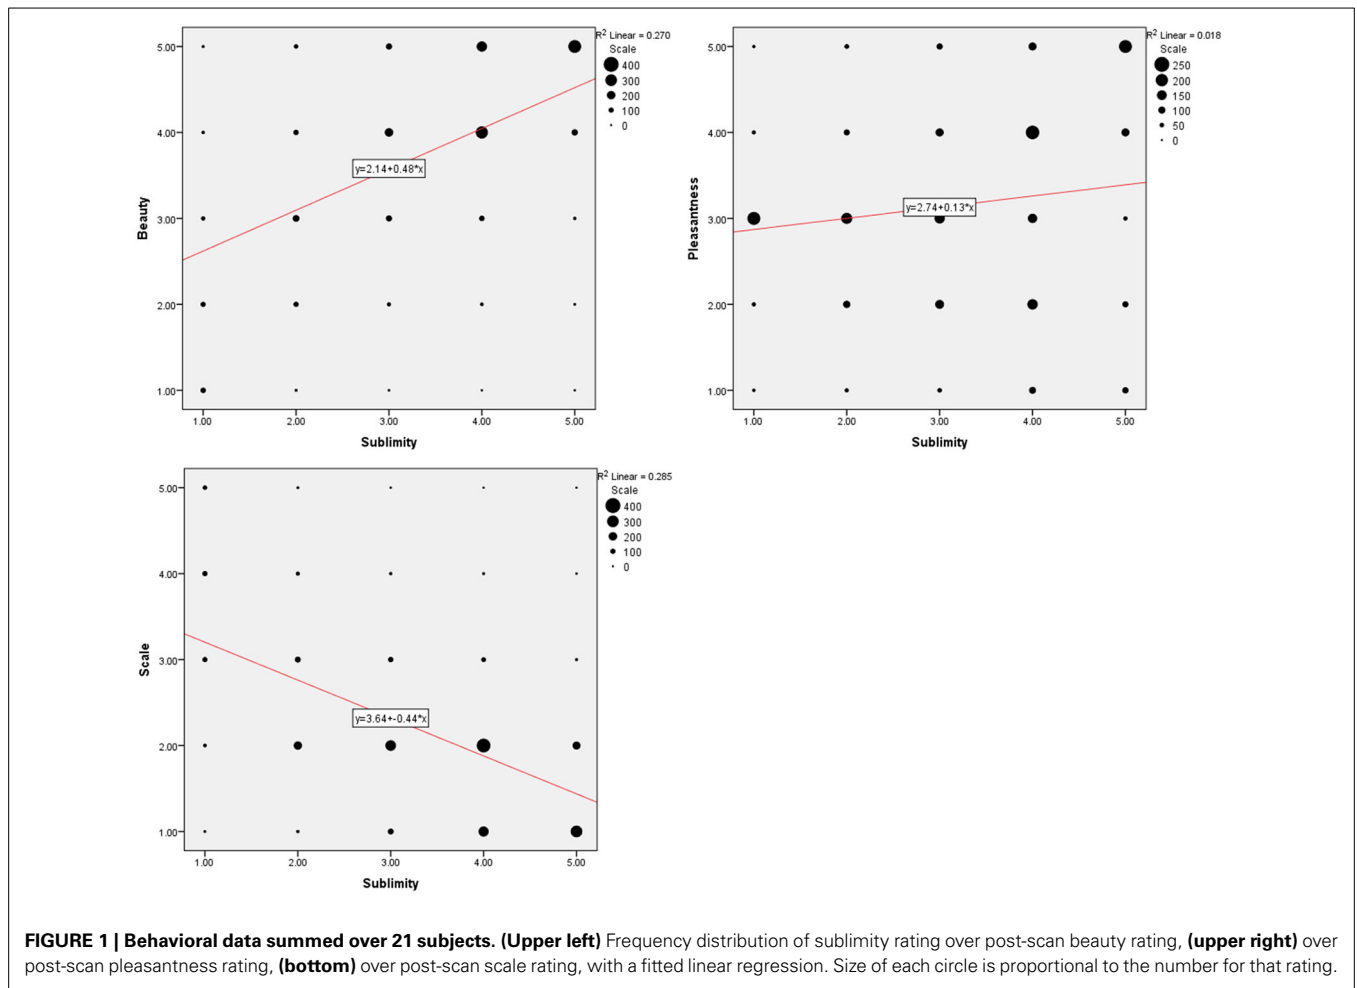 R2 Linear = 0.270
Scale
400
300
200
100
0
5.00
4.00
3.00
2.00
1.00
Beauty
y=2.14+0.48*x
1.00 2.00 3.00 4.00 5.00
Sublimity
R2 Linear = 0.018
Scale
250
200
150
100
50
0
5.00
4.00
3.00
2.00
1.00
Pleasantness
y=2.74+0.13*x
1.00 2.00 3.00 4.00 5.00
Sublimity
R2 Linear = 0.285
Scale
400
300
200
100
0
5.00
4.00
3.00
2.00
1.00
Scale
y=3.64+-0.44*x
1.00 2.00 3.00 4.00 5.00
Sublimity
FIGURE 1 | Behavioral data summed over 21 subjects. (Upper left) Frequency distribution of sublimity rating over post-scan beauty rating, (upper right) over
post-scan pleasantness rating, (bottom) over post-scan scale rating, with a fitted linear regression. Size of each circle is proportional to the number for that rating.